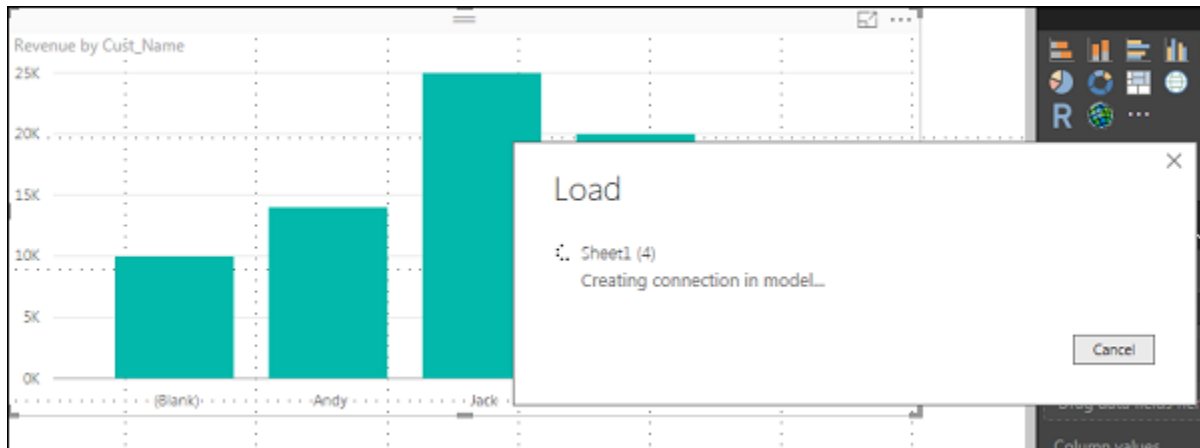 Revenue by Cust_Name
25K
20K
15K
10K
5K
0K
(Blank)
Andy
Jack
R
Load
Sheet1 (4)
Creating connection in model...
Cancel
Column values